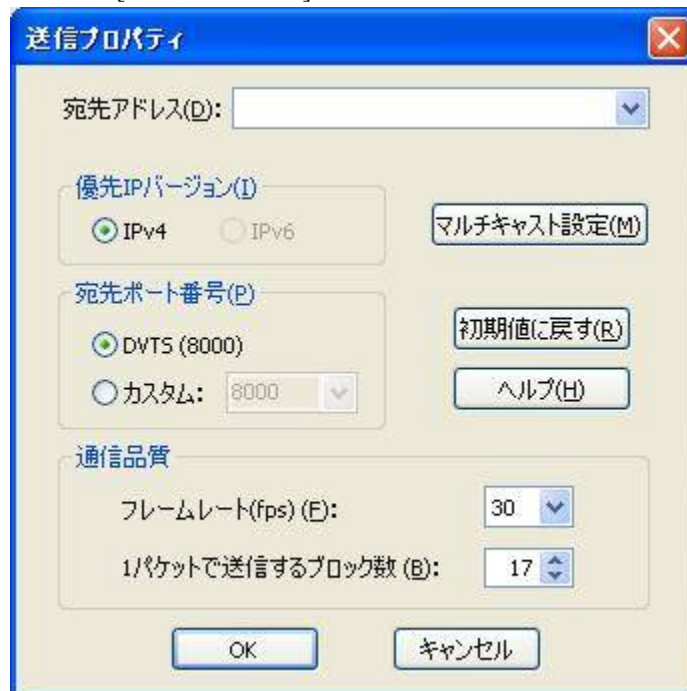 送信プロパティ
宛先アドレス(D):
優先IPバージョン(I)
IPv4 IPv6
マルチキャスト設定(M)
宛先ポート番号(P)
DVTS (8000)
初期値に戻す(R)
カスタム: 8000
ヘルプ(H)
通信品質
フレームレート(fps) (F): 30
1パケットで送信するブロック数 (B): 17
OK キャンセル